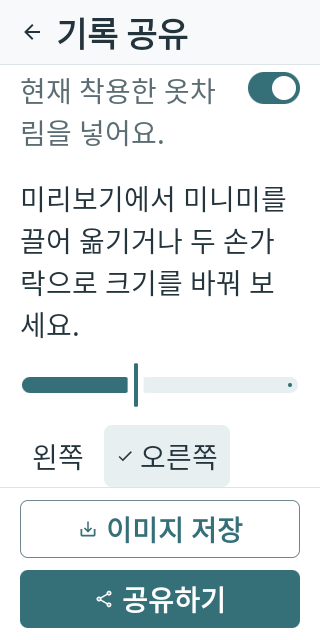 기록 공유
현재 착용한 옷차
림을 넣어요.
미리보기에서 미니미를
끌어 옮기거나 두 손가
락으로 크기를 바꿔 보
세요.
왼쪽
오른쪽
이미지 저장
공유하기